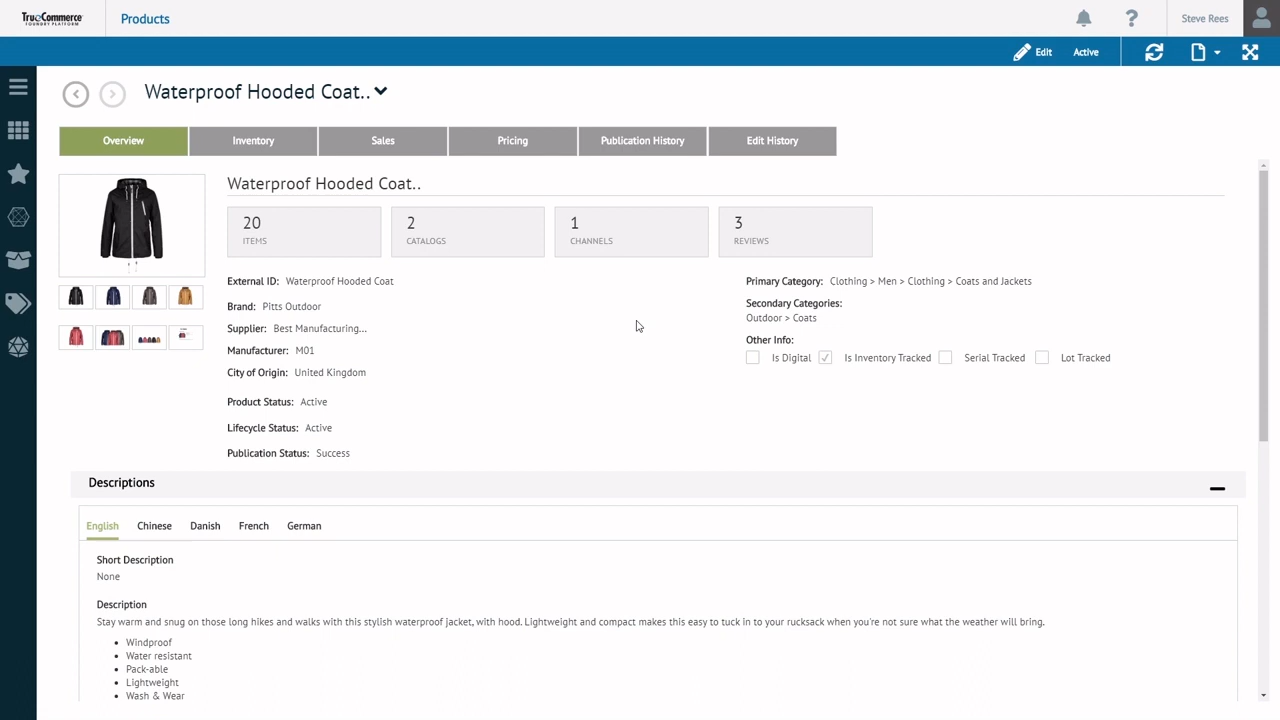 TrueCommerce
FOUNDRY PLATFORM
Products
Steve Rees
Edit
Active
Waterproof Hooded Coat..
Overview
Inventory
Sales
Pricing
Publication History
Edit History
Waterproof Hooded Coat..
20
ITEMS
2
CATALOGS
1
CHANNELS
3
REVIEWS
External ID: Waterproof Hooded Coat
Brand: Pitts Outdoor
Supplier: Best Manufacturing...
Manufacturer: M01
City of Origin: United Kingdom
Product Status: Active
Lifecycle Status: Active
Publication Status: Success
Primary Category: Clothing > Men > Clothing > Coats and Jackets
Secondary Categories:
Outdoor > Coats
Other Info:
Is Digital Is Inventory Tracked Serial Tracked Lot Tracked
Descriptions
English Chinese Danish French German
Short Description
None
Description
Stay warm and snug on those long hikes and walks with this stylish waterproof jacket, with hood. Lightweight and compact makes this easy to tuck in to your rucksack when you're not sure what the weather will bring.
Windproof
Water resistant
Pack-able
Lightweight
Wash & Wear